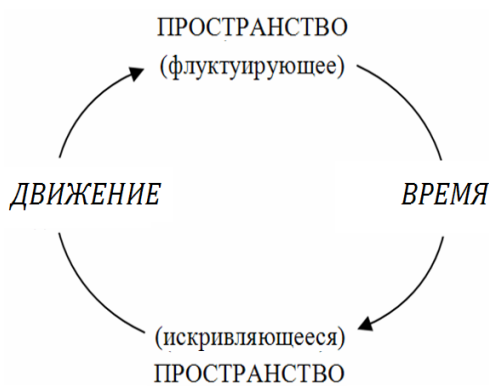 ПРОСТРАНСТВО
(флуктуирующее)
ДВИЖЕНИЕ
ВРЕМЯ
(искривляющееся)
ПРОСТРАНСТВО